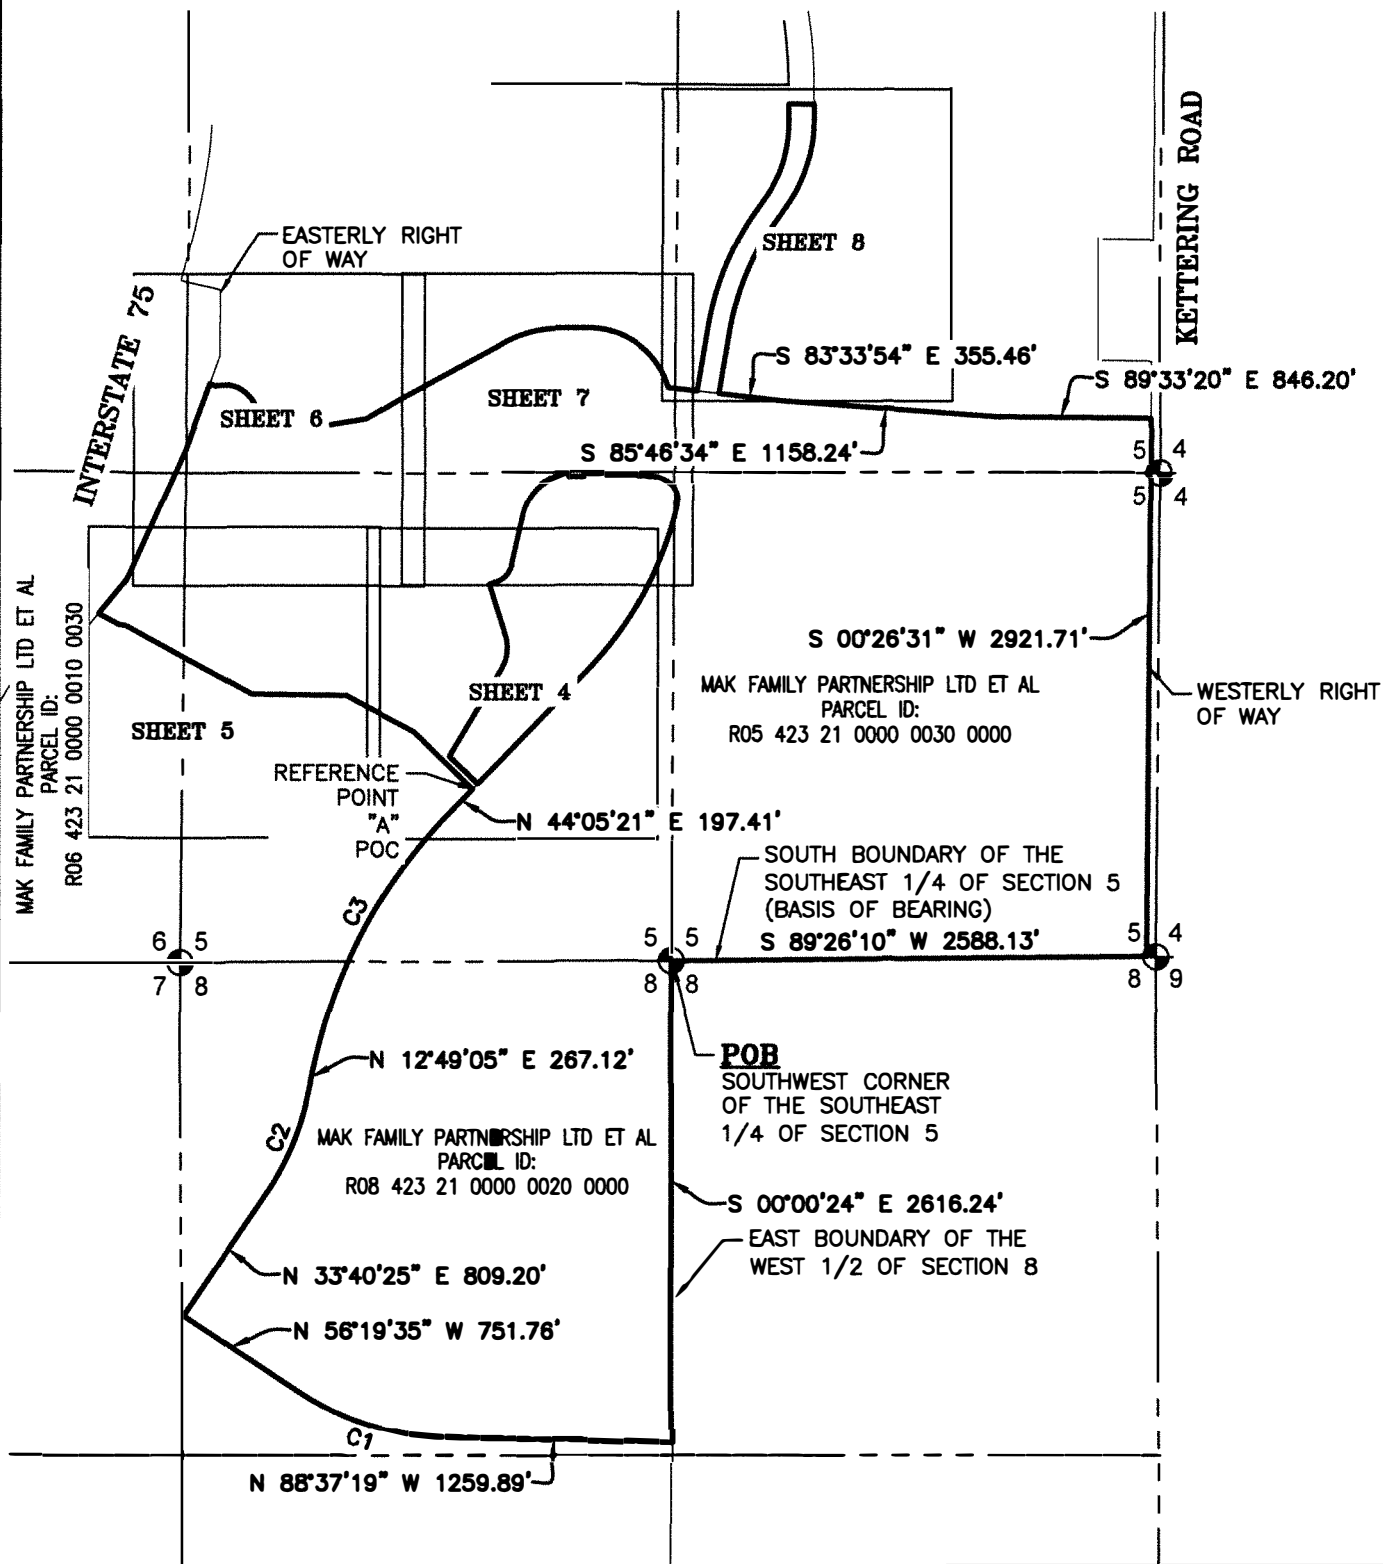 KETTERING ROAD
EASTERLY RIGHT
OF WAY
SHEET 8
INTERSTATE 75
S 83°33'54" E 355.46'
S 89°33'20" E 846.20'
SHEET 7
SHEET 6
S 85°46'34" E 1158.24'
5 4
5 4
MAK FAMILY PARTNERSHIP LTD ET AL
PARCEL ID:
R06 423 21 0000 0010 0030
S 00°26'31" W 2921.71'
MAK FAMILY PARTNERSHIP LTD ET AL
PARCEL ID:
R05 423 21 0000 0030 0000
WESTERLY RIGHT
OF WAY
SHEET 4
SHEET 5
REFERENCE
POINT
"A"
POC
N 44°05'21" E 197.41'
SOUTH BOUNDARY OF THE
SOUTHEAST 1/4 OF SECTION 5
(BASIS OF BEARING)
S 89°26'10" W 2588.13'
C3
6 5
7 8
5 5
8 8
5 4
8 9
POB
SOUTHWEST CORNER
OF THE SOUTHEAST
1/4 OF SECTION 5
N 12°49'05" E 267.12'
C2
MAK FAMILY PARTNERSHIP LTD ET AL
PARCEL ID:
R08 423 21 0000 0020 0000
S 00°00'24" E 2616.24'
EAST BOUNDARY OF THE
WEST 1/2 OF SECTION 8
N 33°40'25" E 809.20'
N 56°19'35" W 751.76'
C1
N 88°37'19" W 1259.89'